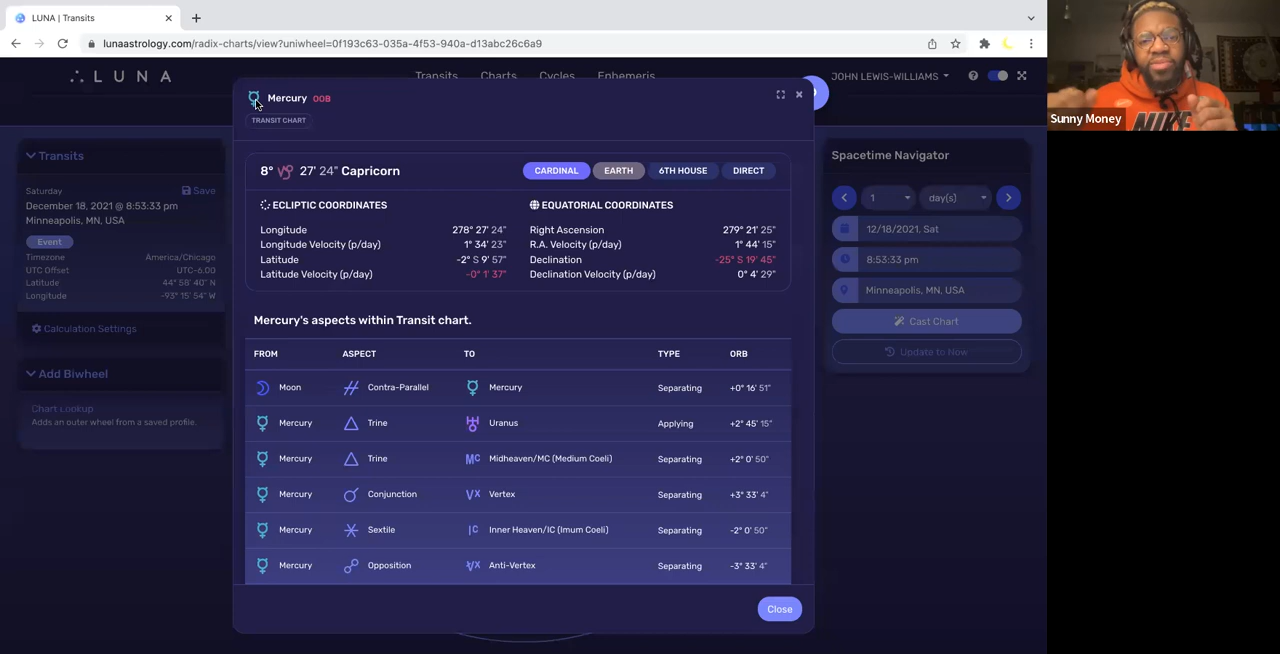 LUNA | Transits
lunaastrology.com/radix-charts/view?uniwheel=0f193c63-035a-4f53-940a-d13abc26c6a9
LUNA
Transits Charts Cycles Ephemeris
JOHN LEWIS-WILLIAMS
Transits
Saturday
Save
December 18, 2021 @ 8:53:33 pm
Minneapolis, MN, USA
Event
Timezone America/Chicago
UTC Offset UTC-6.00
Latitude 44° 58' 40" N
Longitude -93° 15' 54" W
Calculation Settings
Add Biwheel
Chart Lookup
Adds an outer wheel from a saved profile.
Mercury OOB
TRANSIT CHART
8° 27' 24" Capricorn
CARDINAL EARTH 6TH HOUSE DIRECT
ECLIPTIC COORDINATES
Longitude 278° 27' 24"
Longitude Velocity (p/day) 1° 34' 23"
Latitude -2° S 9' 57"
Latitude Velocity (p/day) -0° 1' 37"
EQUATORIAL COORDINATES
Right Ascension 279° 21' 25"
R.A. Velocity (p/day) 1° 44' 15"
Declination -25° S 19' 45"
Declination Velocity (p/day) 0° 4' 29"
Mercury's aspects within Transit chart.
FROM ASPECT TO TYPE ORB
Moon Contra-Parallel Mercury Separating +0° 16' 51"
Mercury Trine Uranus Applying +2° 45' 15"
Mercury Trine MC Midheaven/MC (Medium Coeli) Separating +2° 0' 50"
Mercury Conjunction VX Vertex Separating +3° 33' 4"
Mercury Sextile IC Inner Heaven/IC (Imum Coeli) Separating -2° 0' 50"
Mercury Opposition Anti-Vertex Separating -3° 33' 4"
Close
Spacetime Navigator
1 day(s)
12/18/2021, Sat
8:53:33 pm
Minneapolis, MN, USA
Cast Chart
Update to Now
Sunny Money
NIKE